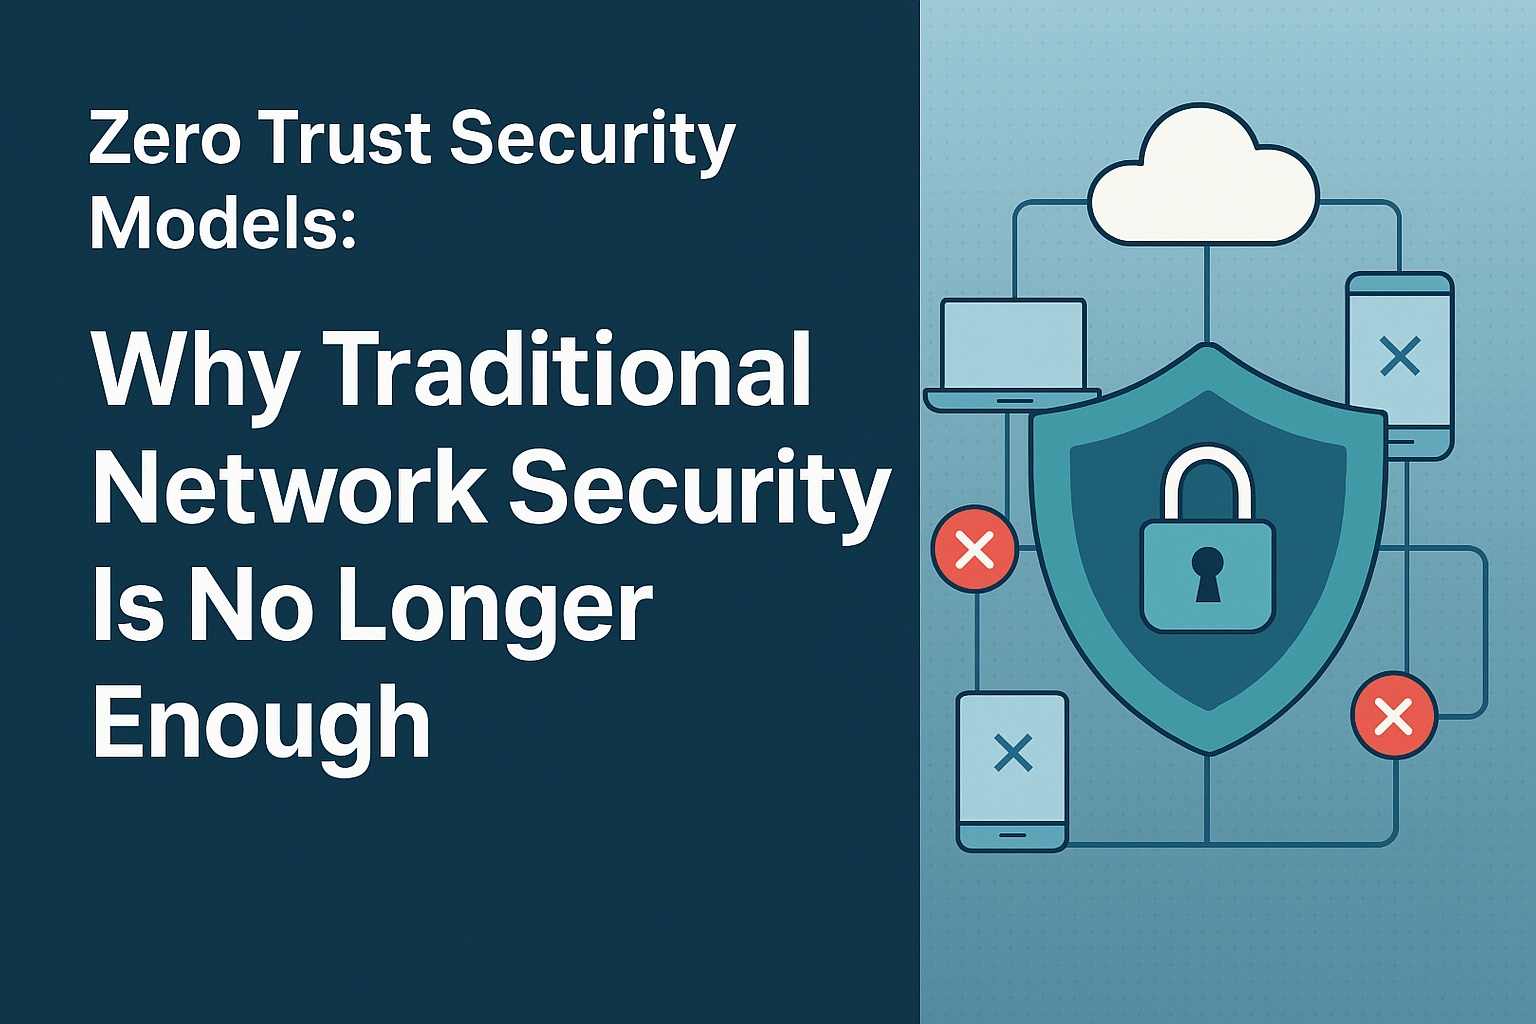 Zero Trust Security
Models:
Why Traditional
Network Security
Is No Longer
Enough